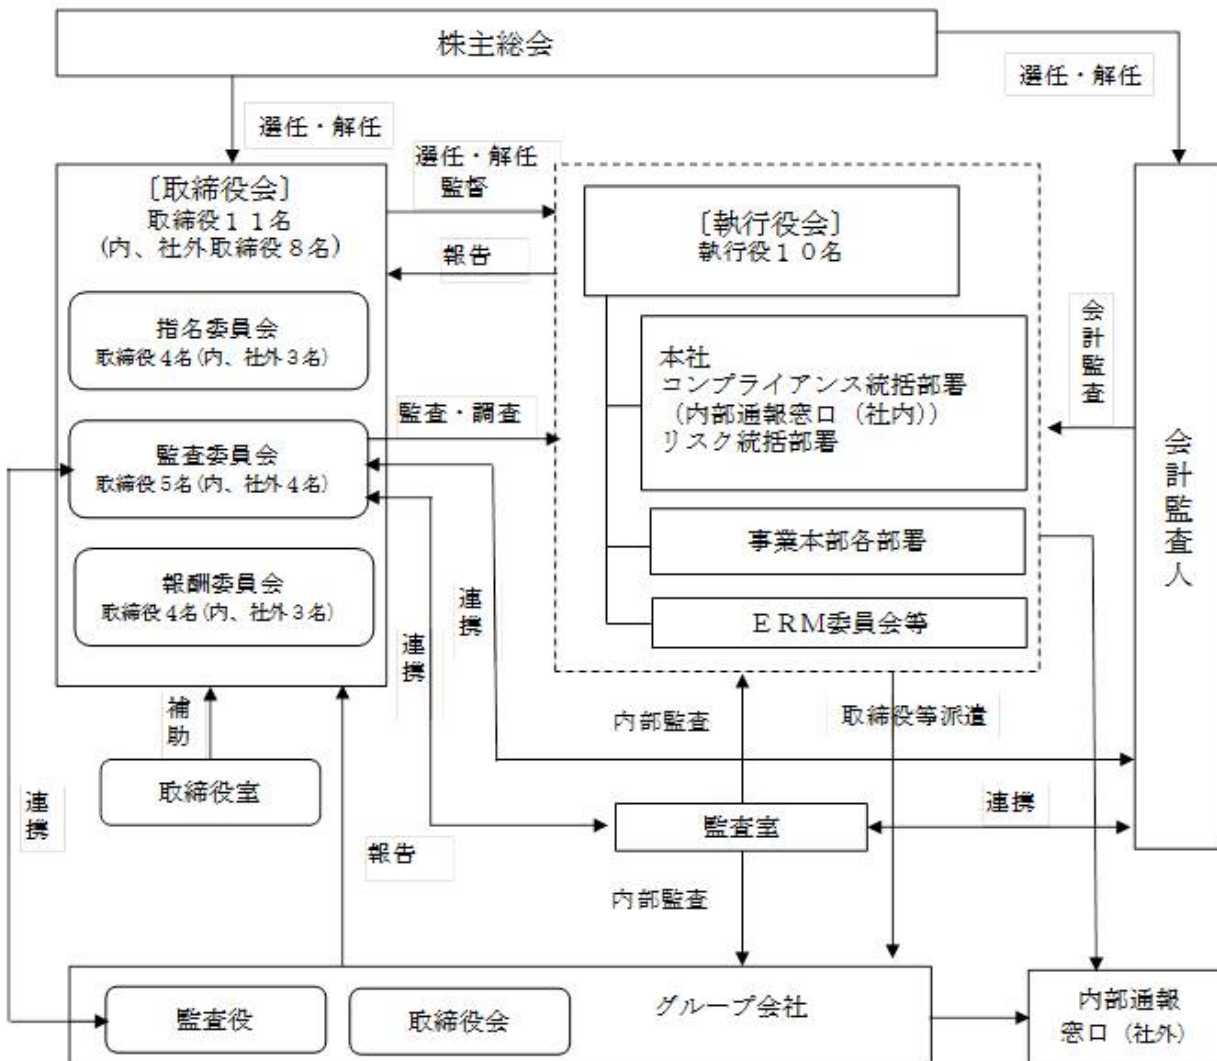 株主総会
選任・解任
選任・解任
選任・解任
監督
〔取締役会〕
取締役１１名
(内、社外取締役８名)
〔執行役会〕
執行役１０名
報告
指名委員会
取締役4名(内、社外３名)
会計監査
本社
コンプライアンス統括部署
（内部通報窓口（社内））
リスク統括部署
監査・調査
監査委員会
取締役5名(内、社外４名)
会計監査人
事業本部各部署
報酬委員会
取締役4名(内、社外３名)
連携
連携
ＥＲＭ委員会等
補助
内部監査
取締役等派遣
取締役室
連携
連携
監査室
報告
内部監査
グループ会社
監査役
取締役会
内部通報
窓口（社外）